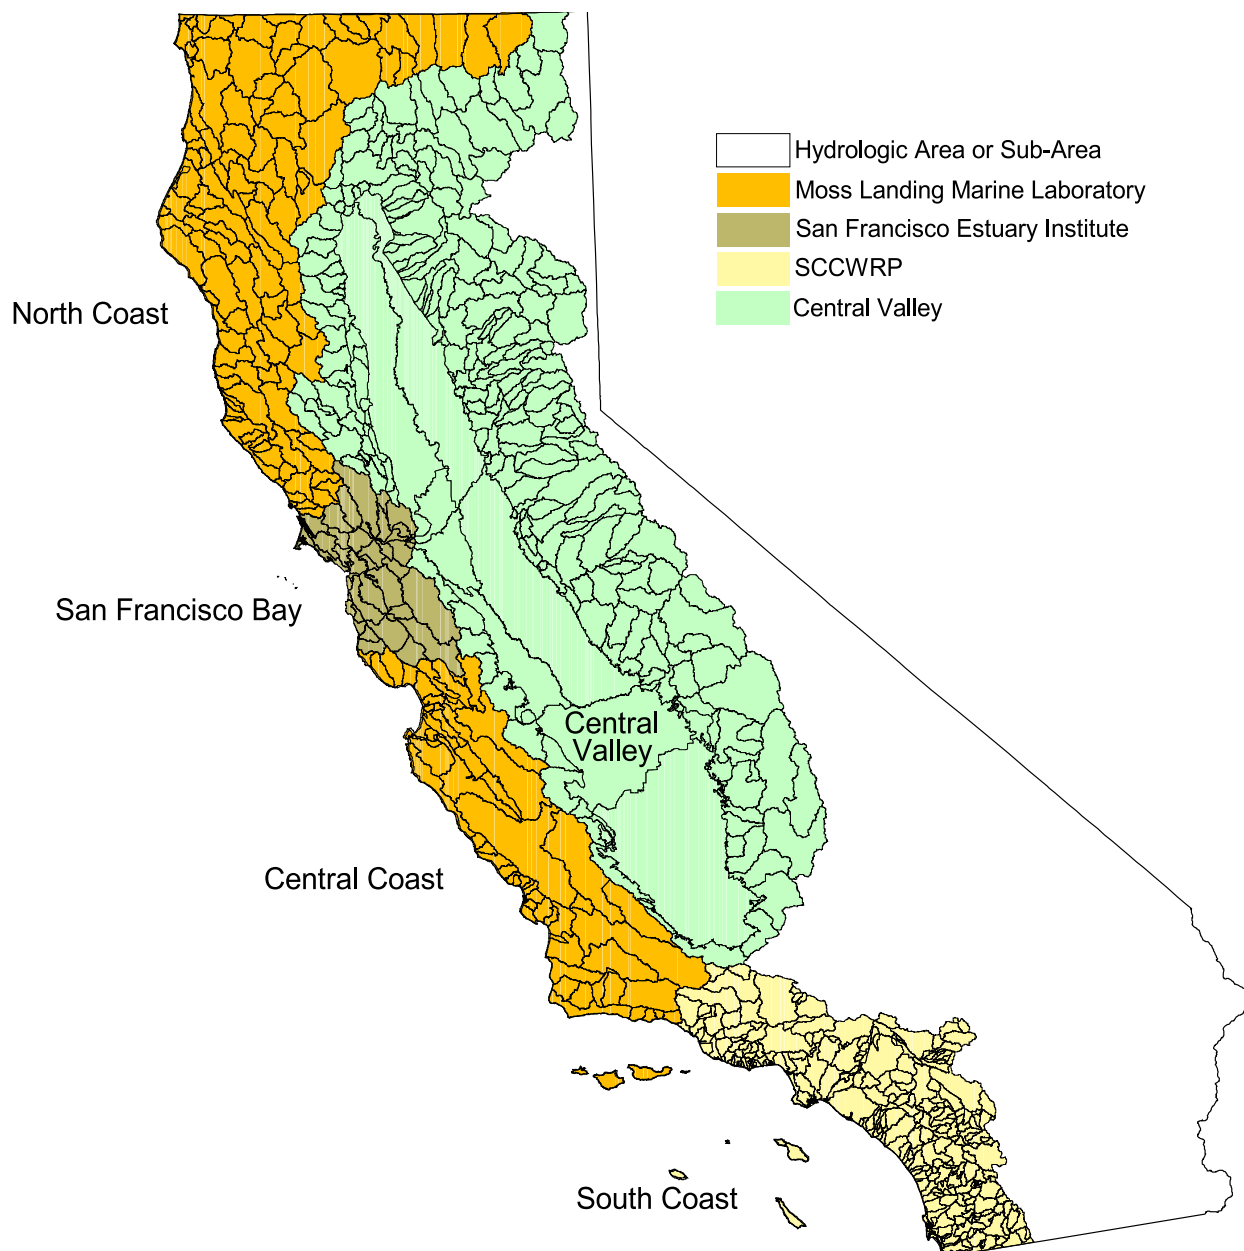 Hydrologic Area or Sub-Area
Moss Landing Marine Laboratory
San Francisco Estuary Institute
SCCWRP
Central Valley
North Coast
San Francisco Bay
Central
Valley
Central Coast
South Coast